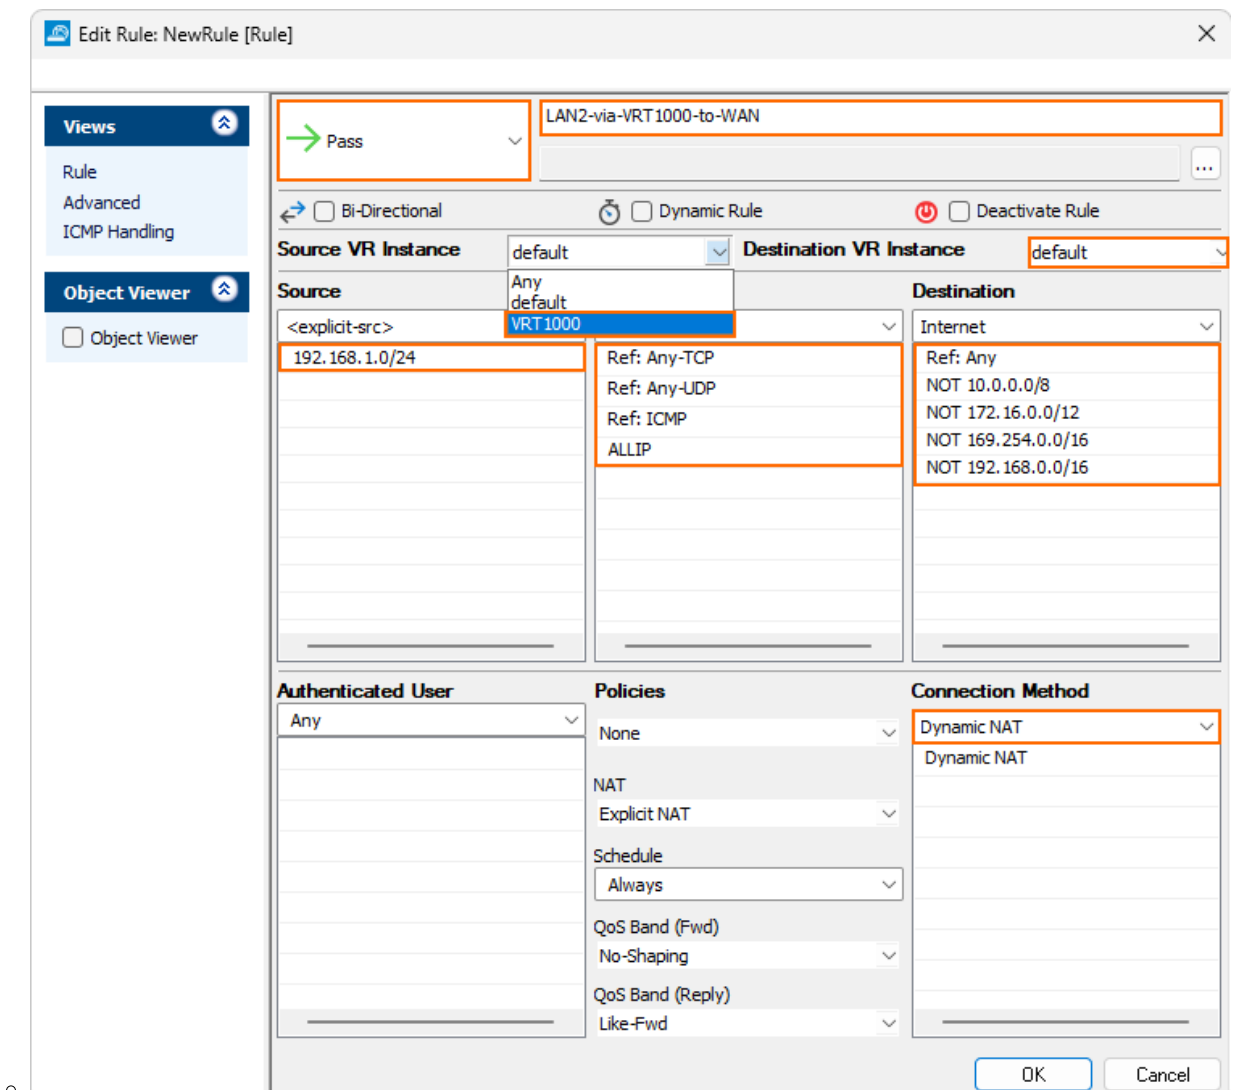 Edit Rule: NewRule [Rule]
Views
Rule
Advanced
ICMP Handling
Object Viewer
Object Viewer
Pass
LAN2-via-VRT1000-to-WAN
...
Bi-Directional
Dynamic Rule
Deactivate Rule
Source VR Instance
default
Destination VR Instance
default
Any
default
VRT1000
Source
<explicit-src>
192.168.1.0/24
Ref: Any-TCP
Ref: Any-UDP
Ref: ICMP
ALLIP
Destination
Internet
Ref: Any
NOT 10.0.0.0/8
NOT 172.16.0.0/12
NOT 169.254.0.0/16
NOT 192.168.0.0/16
Authenticated User
Any
Policies
None
NAT
Explicit NAT
Schedule
Always
QoS Band (Fwd)
No-Shaping
QoS Band (Reply)
Like-Fwd
Connection Method
Dynamic NAT
Dynamic NAT
OK
Cancel